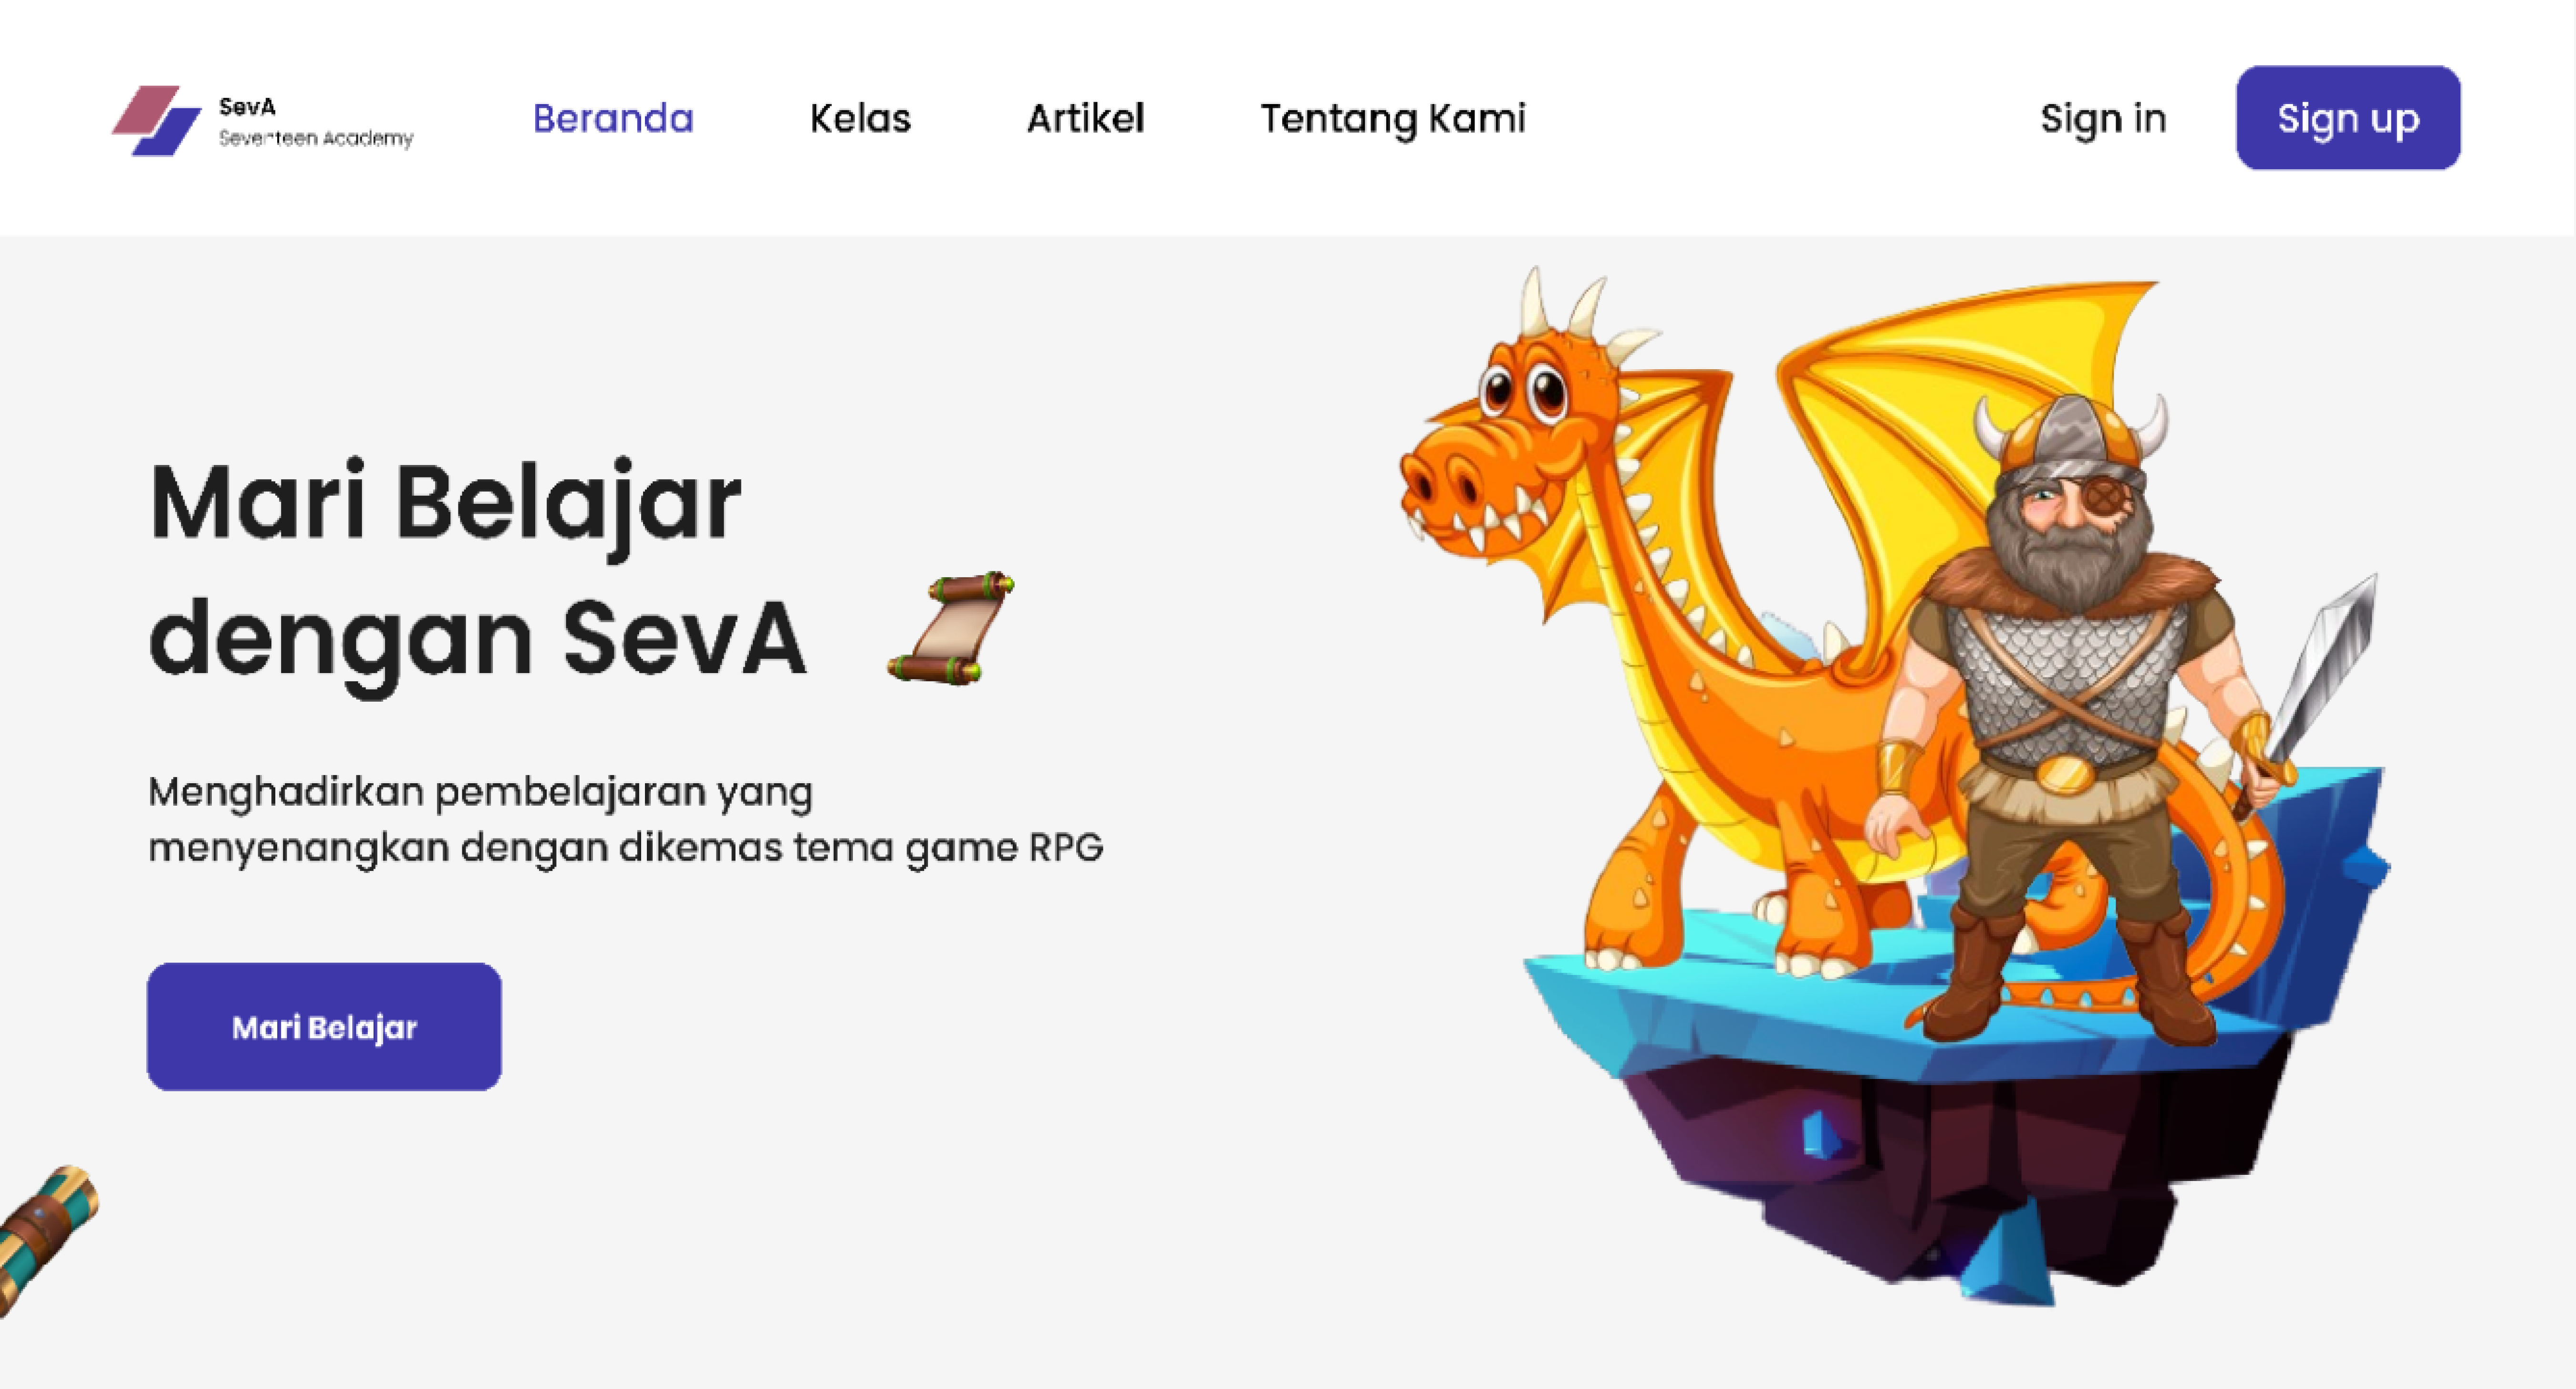 SevA
Seventeen Academy
Beranda
Kelas
Artikel
Tentang Kami
Sign in
Sign up
Mari Belajar
dengan SevA
Menghadirkan pembelajaran yang
menyenangkan dengan dikemas tema game RPG
Mari Belajar